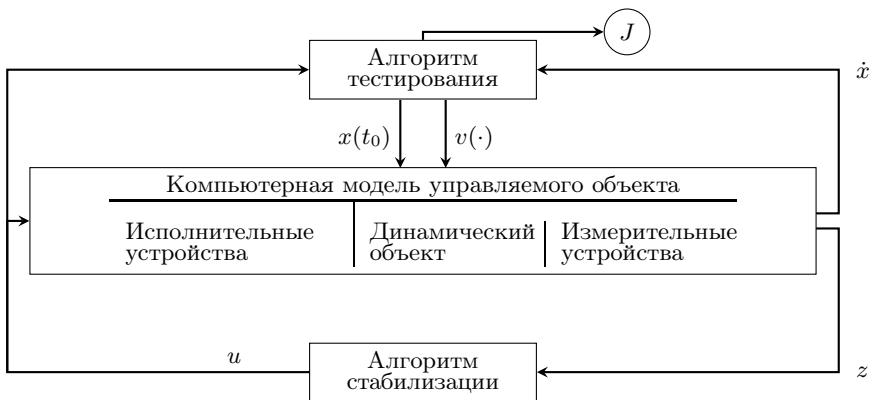 J
Алгоритм
тестирования
ẋ
x(t₀)
v(·)
Компьютерная модель управляемого объекта
Исполнительные
устройства
Динамический
объект
Измерительные
устройства
u
Алгоритм
стабилизации
z